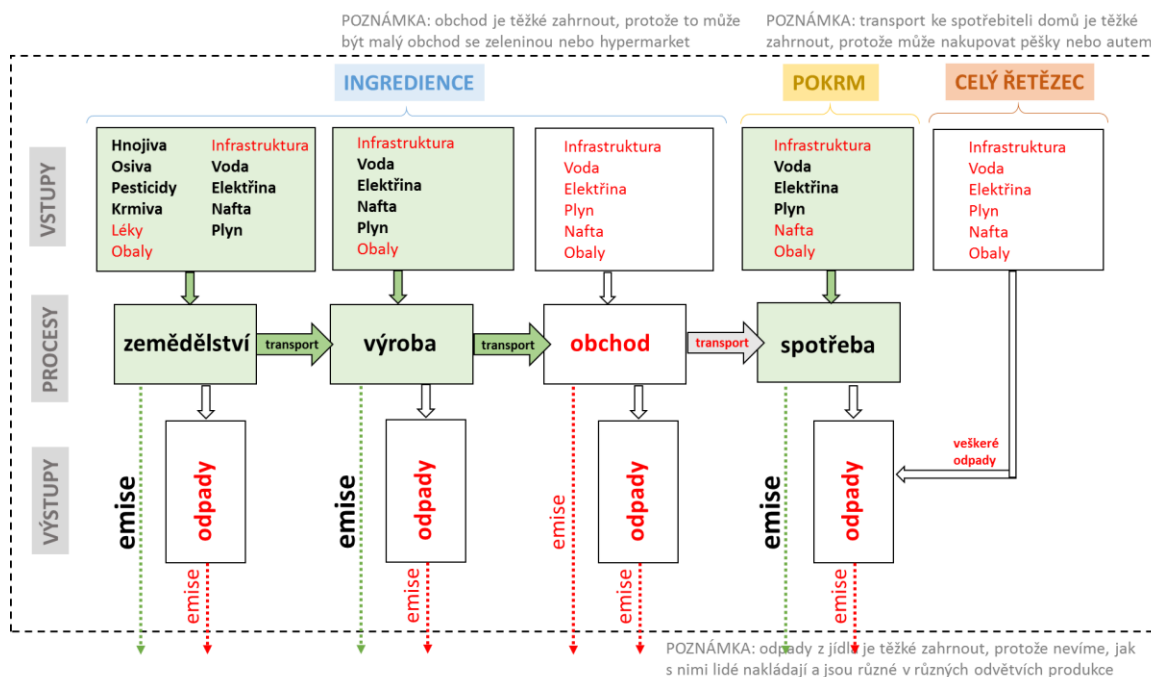 POZNÁMKA: obchod je těžké zahrnout, protože to může
být malý obchod se zeleninou nebo hypermarket
POZNÁMKA: transport ke spotřebiteli domů je těžké
zahrnout, protože může nakupovat pěšky nebo autem
INGREDIENCE
POKRM
CELÝ ŘETĚZEC
VSTUPY
Hnojiva
Osiva
Pesticidy
Krmiva
Léky
Obaly
Infrastruktura
Voda
Elektřina
Nafta
Plyn
Infrastruktura
Voda
Elektřina
Nafta
Plyn
Obaly
Infrastruktura
Voda
Elektřina
Plyn
Nafta
Obaly
Infrastruktura
Voda
Elektřina
Plyn
Nafta
Obaly
Infrastruktura
Voda
Elektřina
Plyn
Nafta
Obaly
PROCESY
zemědělství
transport
výroba
transport
obchod
transport
spotřeba
VÝSTUPY
emise
odpady
emise
emise
odpady
emise
emise
odpady
emise
emise
odpady
emise
veškeré
odpady
POZNÁMKA: odpady z jídla je těžké zahrnout, protože nevíme, jak
s nimi lidé nakládají a jsou různé v různých odvětvích produkce